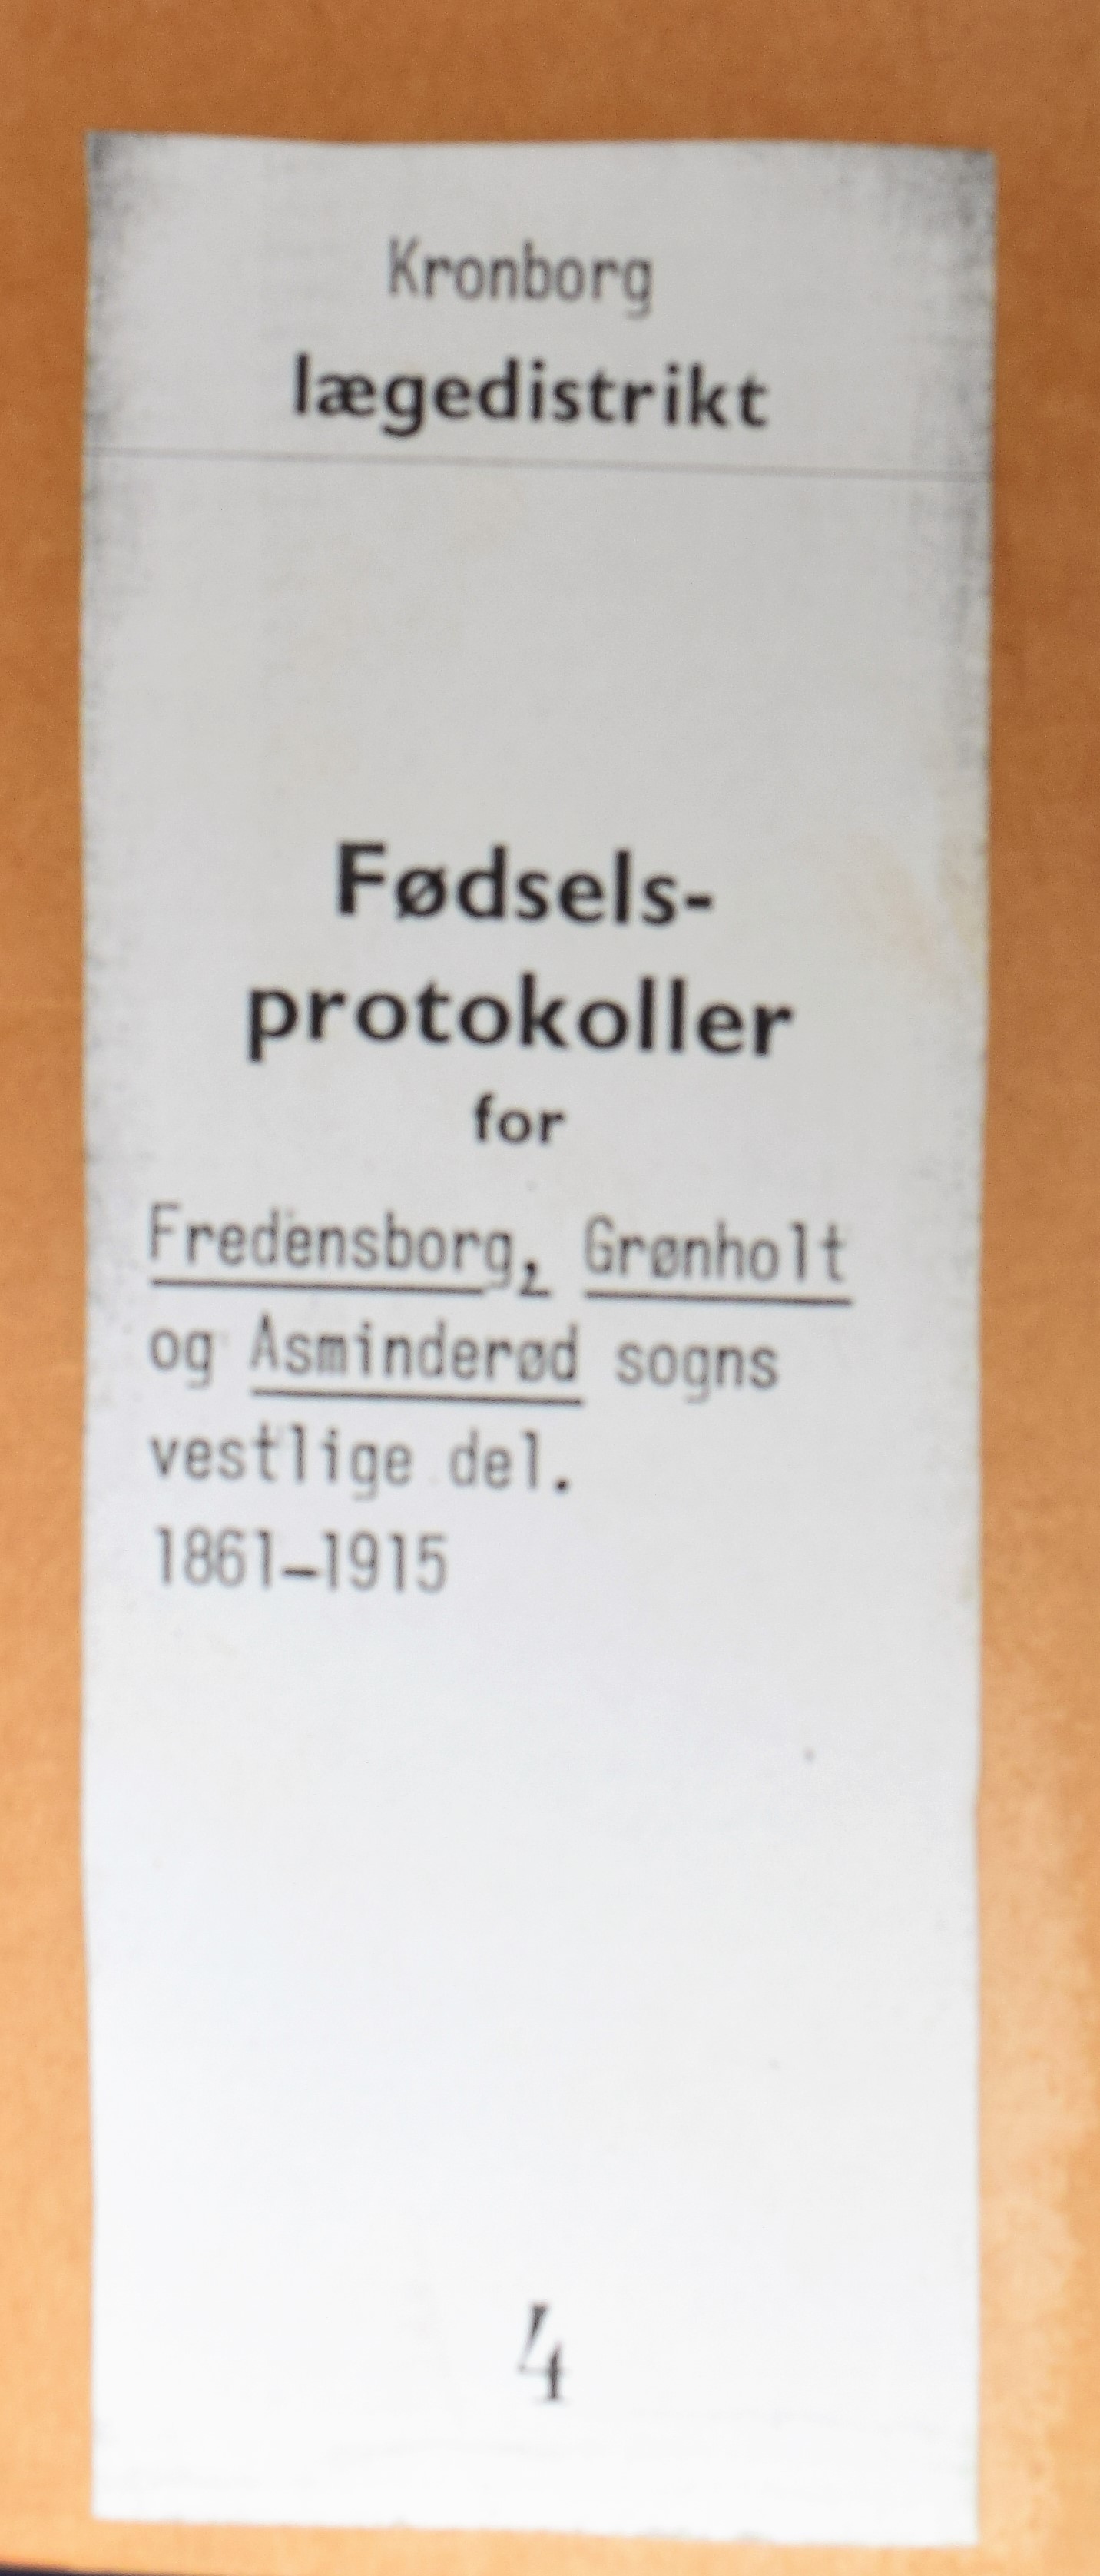 Kronborg
lægedistrikt
Fødsels-
protokoller
for
Fredensborg, Grønholt
og Asminderød sogns
vestlige del.
1861-1915
4